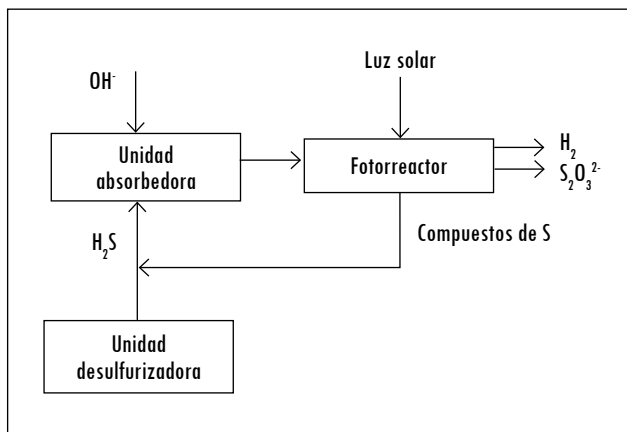 Luz solar
OH⁻
Unidad
absorbedora
Fotorreactor
H₂
S₂O₃²⁻
H₂S
Compuestos de S
Unidad
desulfurizadora